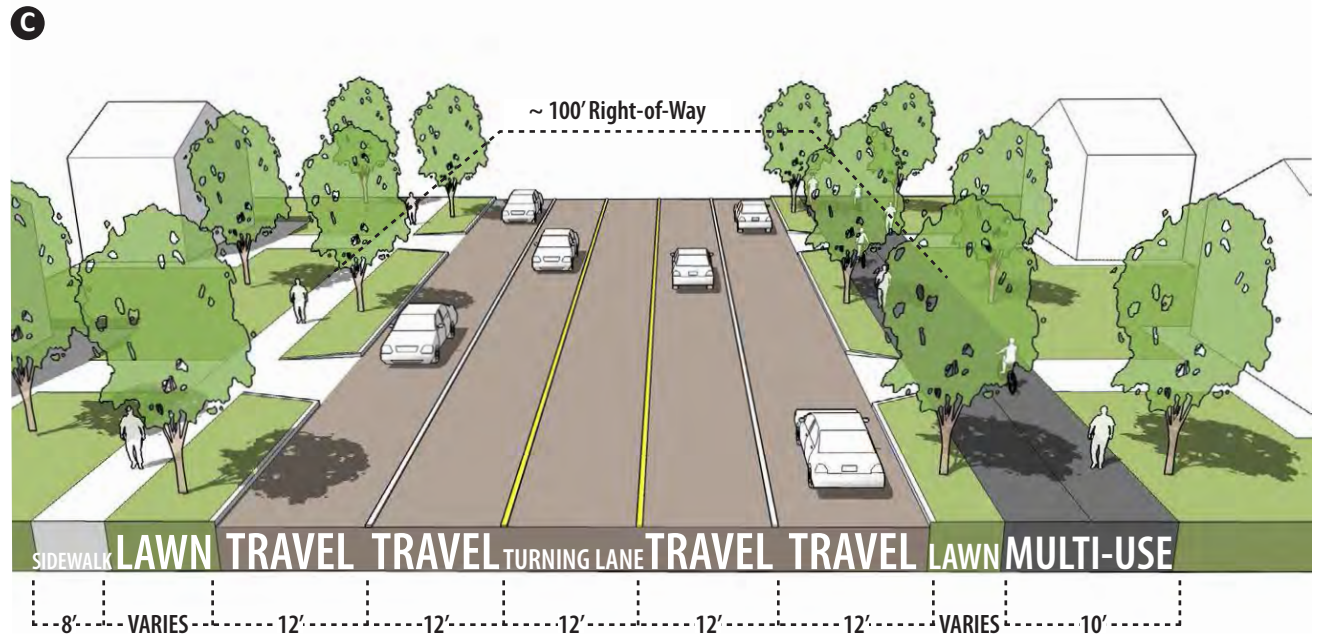 C
~ 100' Right-of-Way
SIDEWALK LAWN TRAVEL TRAVEL TURNING LANE TRAVEL TRAVEL LAWN MULTI-USE
8' VARIES 12' 12' 12' 12' 12' VARIES 10'